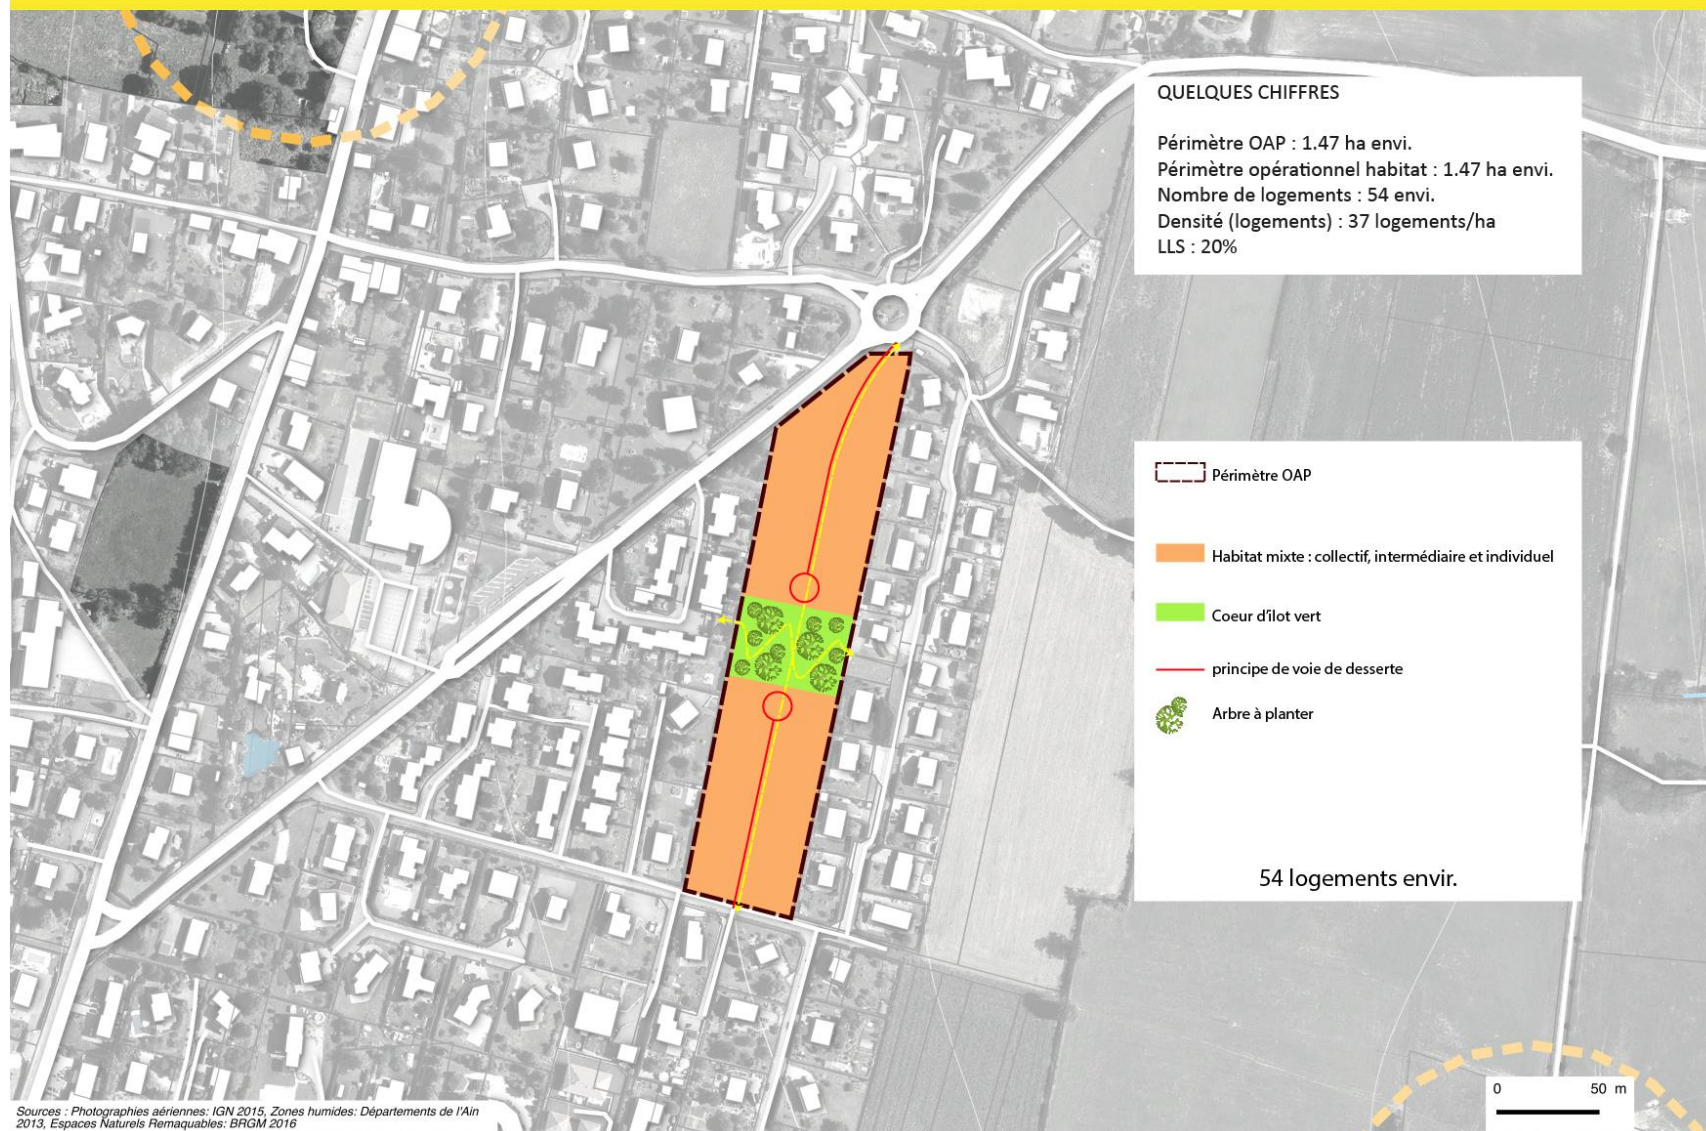 QUELQUES CHIFFRES
Périmètre OAP : 1.47 ha envi.
Périmètre opérationnel habitat : 1.47 ha envi.
Nombre de logements : 54 envi.
Densité (logements) : 37 logements/ha
LLS : 20%
Périmètre OAP
Habitat mixte : collectif, intermédiaire et individuel
Coeur d'îlot vert
principe de voie de desserte
Arbre à planter
54 logements envir.
0 50 m
Sources : Photographies aériennes: IGN 2015, Zones humides: Départements de l'Ain
2013, Espaces Naturels Remaquables: BRGM 2016